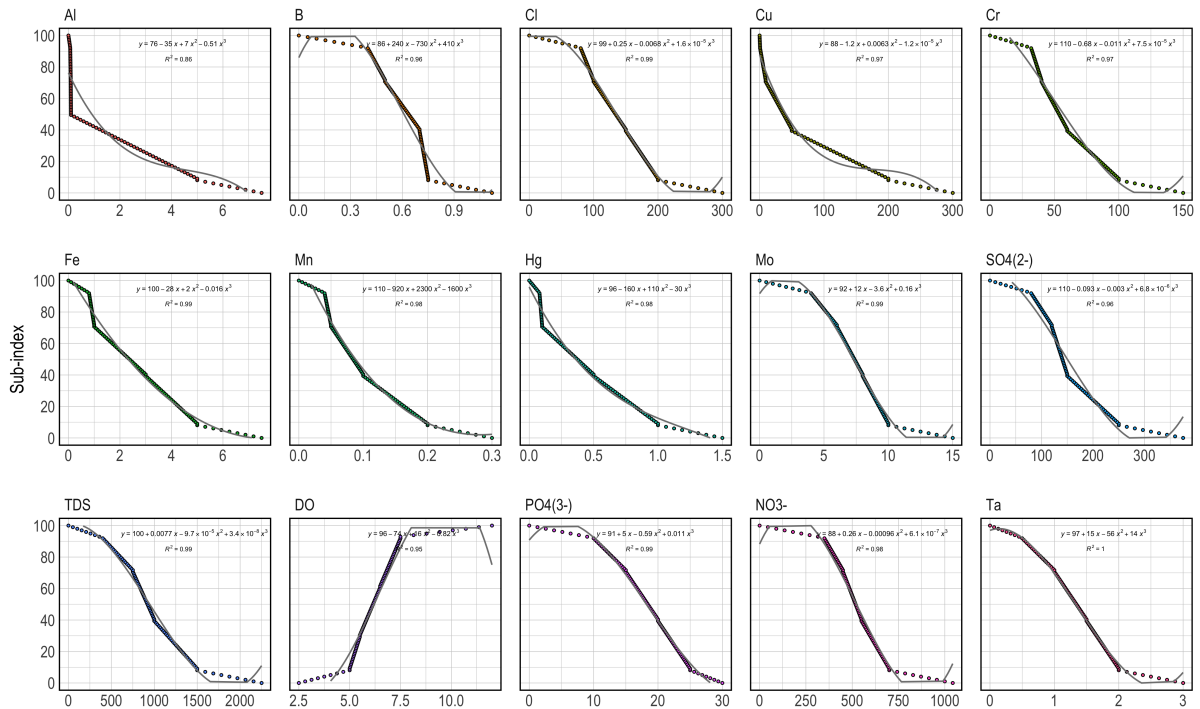 Al
B
Cl
Cu
Cr
y = 76 − 35 x + 7 x² − 0.51 x³
R² = 0.86
y = 86 + 240 x − 730 x² + 410 x³
R² = 0.96
y = 99 + 0.25 x − 0.0068 x² + 1.6 × 10⁻⁵ x³
R² = 0.99
y = 88 − 1.2 x + 0.0063 x² − 1.2 × 10⁻⁵ x³
R² = 0.97
y = 110 − 0.68 x − 0.011 x² + 7.5 × 10⁻⁵ x³
R² = 0.97
100
80
60
40
20
0
0 2 4 6
0.0 0.3 0.6 0.9
0 100 200 300
0 100 200 300
0 50 100 150
Fe
Mn
Hg
Mo
SO4(2-)
y = 100 − 28 x + 2 x² − 0.016 x³
R² = 0.99
y = 110 − 920 x + 2300 x² − 1600 x³
R² = 0.98
y = 96 − 160 x + 110 x² − 30 x³
R² = 0.98
y = 92 + 12 x − 3.6 x² + 0.16 x³
R² = 0.99
y = 110 − 0.093 x − 0.003 x² + 6.8 × 10⁻⁶ x³
R² = 0.96
Sub-index
100
80
60
40
20
0
0 2 4 6
0.0 0.1 0.2 0.3
0.0 0.5 1.0 1.5
0 5 10 15
0 100 200 300
TDS
DO
PO4(3-)
NO3-
Ta
y = 100 + 0.0077 x − 9.7 × 10⁻⁵ x² + 3.4 × 10⁻⁸ x³
R² = 0.99
R² = 0.95
y = 91 + 5 x − 0.59 x² + 0.011 x³
R² = 0.99
y = 88 + 0.26 x − 0.00096 x² + 6.1 × 10⁻⁷ x³
R² = 0.98
y = 97 + 15 x − 56 x² + 14 x³
R² = 1
100
80
60
40
20
0
0 500 1000 1500 2000
2.5 5.0 7.5 10.0
0 10 20 30
0 250 500 750 1000
0 1 2 3